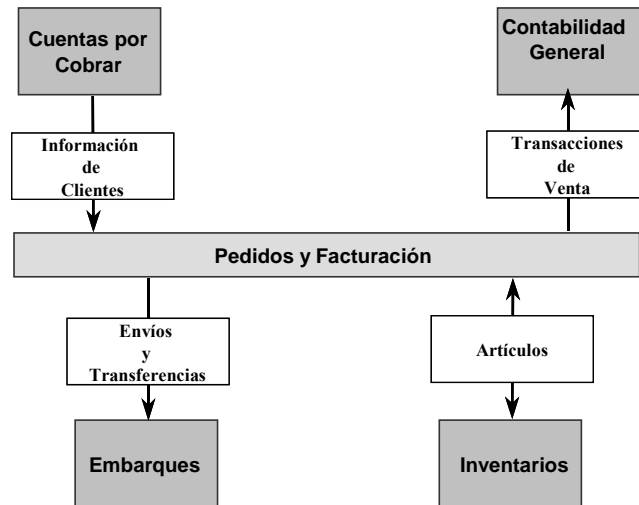 Cuentas por
Cobrar
Contabilidad
General
Información
de
Clientes
Transacciones
de
Venta
Pedidos y Facturación
Envíos
y
Transferencias
Artículos
Embarques
Inventarios